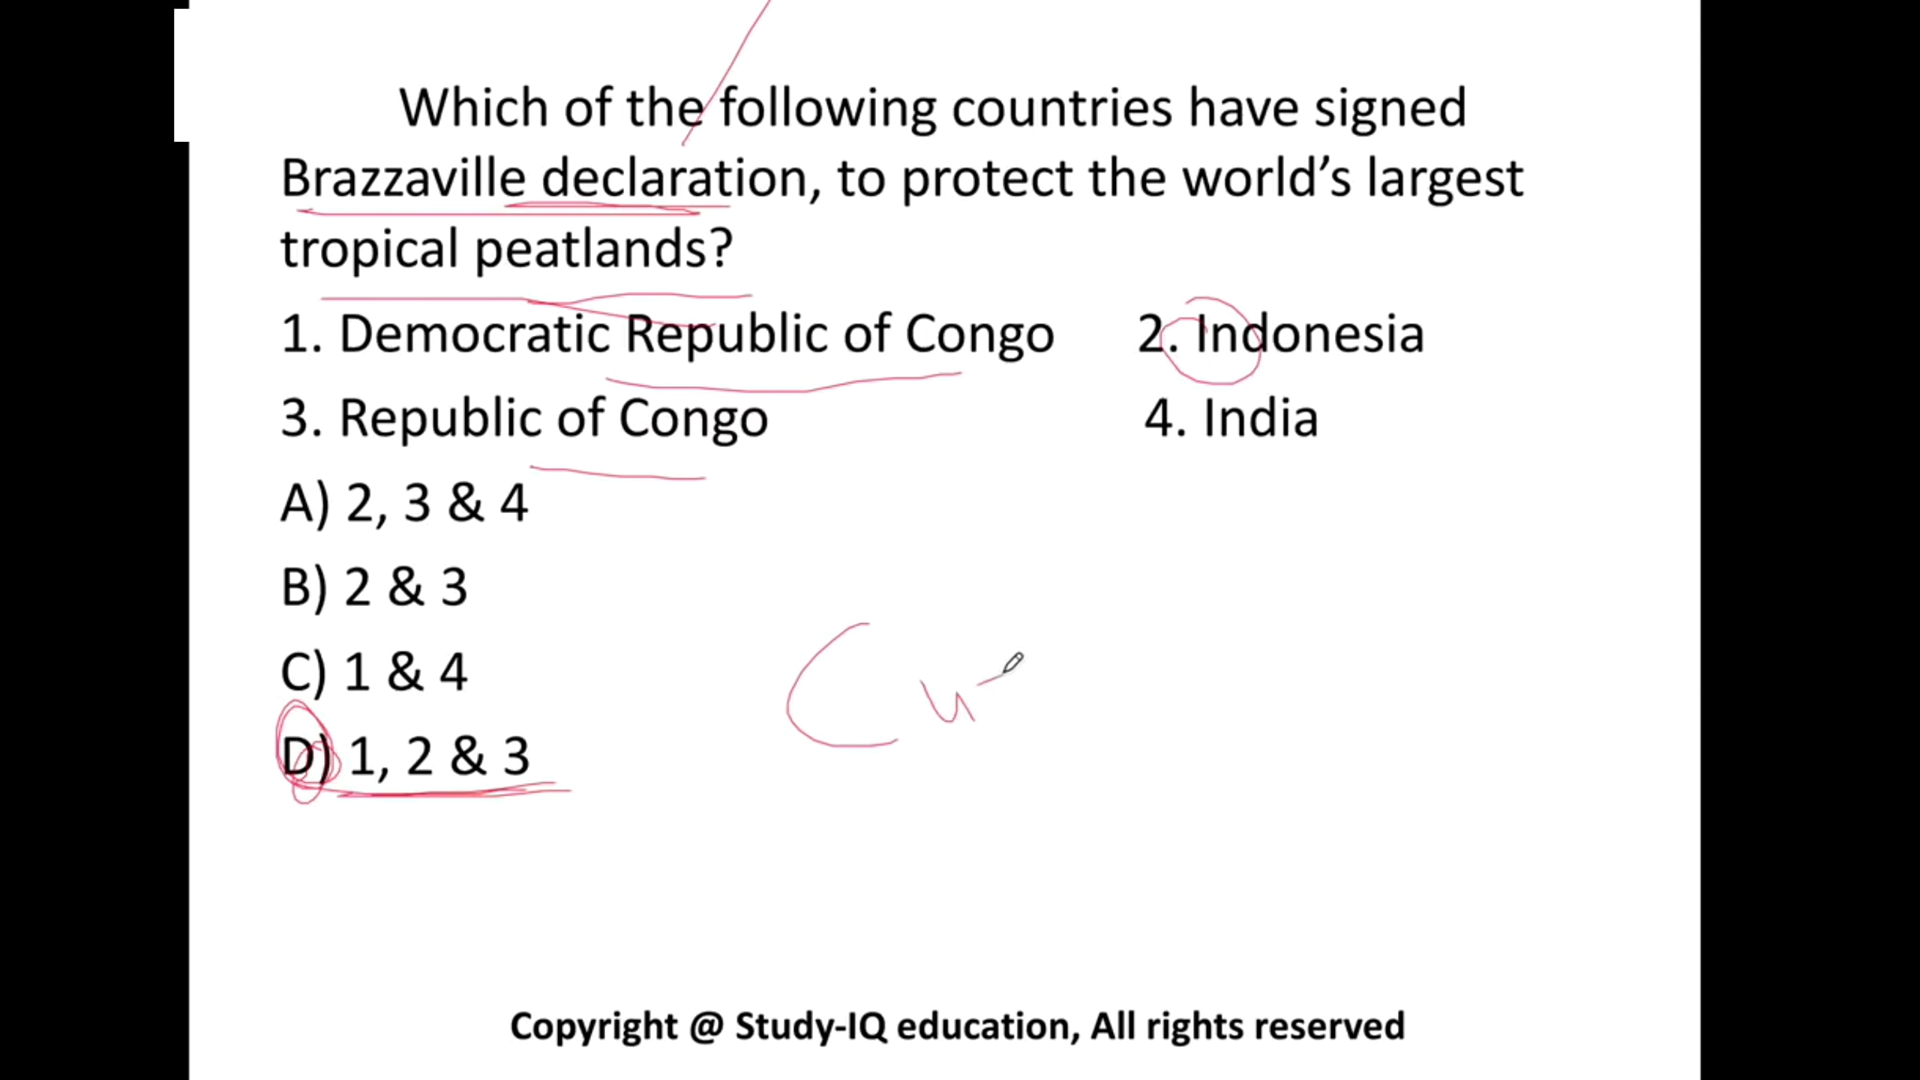 Which of the following countries have signed
Brazzaville declaration, to protect the world’s largest
tropical peatlands?
1. Democratic Republic of Congo 2. Indonesia
3. Republic of Congo 4. India
A) 2, 3 & 4
B) 2 & 3
C) 1 & 4
D) 1, 2 & 3
Copyright @ Study-IQ education, All rights reserved